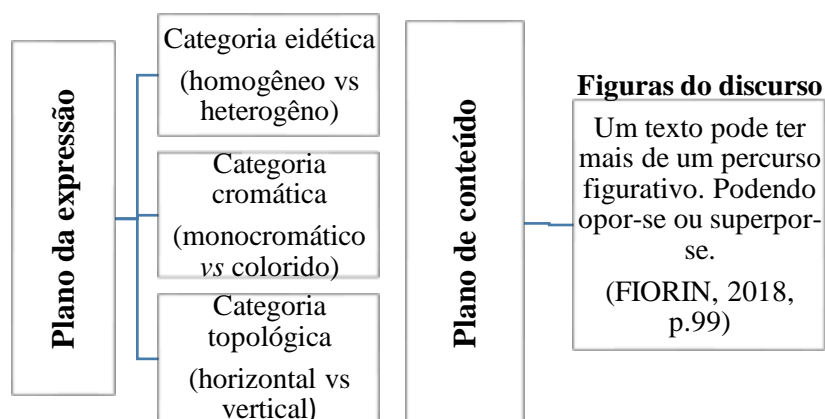 Plano da expressão
Categoria eidética
(homogêneo vs
heterogêno)
Categoria
cromática
(monocromático
vs colorido)
Categoria
topológica
(horizontal vs
vertical)
Plano de conteúdo
Figuras do discurso
Um texto pode ter
mais de um percurso
figurativo. Podendo
opor-se ou superpor-
se.
(FIORIN, 2018,
p.99)